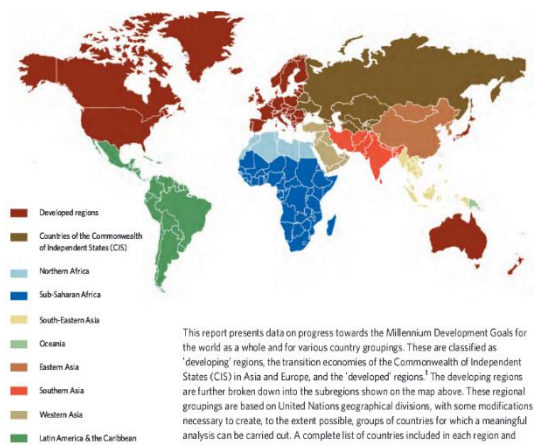 Developed regions
Countries of the Commonwealth
of Independent States (CIS)
Northern Africa
Sub-Saharan Africa
South-Eastern Asia
Oceania
Eastern Asia
Southern Asia
Western Asia
Latin America & the Caribbean
This report presents data on progress towards the Millennium Development Goals for
the world as a whole and for various country groupings. These are classified as
'developing' regions, the transition economies of the Commonwealth of Independent
States (CIS) in Asia and Europe, and the 'developed' regions.¹ The developing regions
are further broken down into the subregions shown on the map above. These regional
groupings are based on United Nations geographical divisions, with some modifications
necessary to create, to the extent possible, groups of countries for which a meaningful
analysis can be carried out. A complete list of countries included in each region and